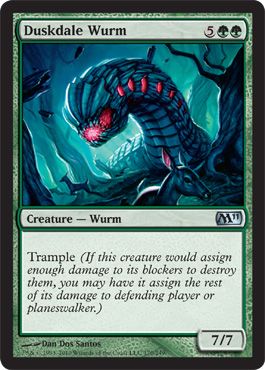 Duskdale Wurm 5
Creature — Wurm M11
Trample (If this creature would assign
enough damage to its blockers to destroy
them, you may have it assign the rest
of its damage to defending player or
planeswalker.)
Dan Dos Santos
7/7